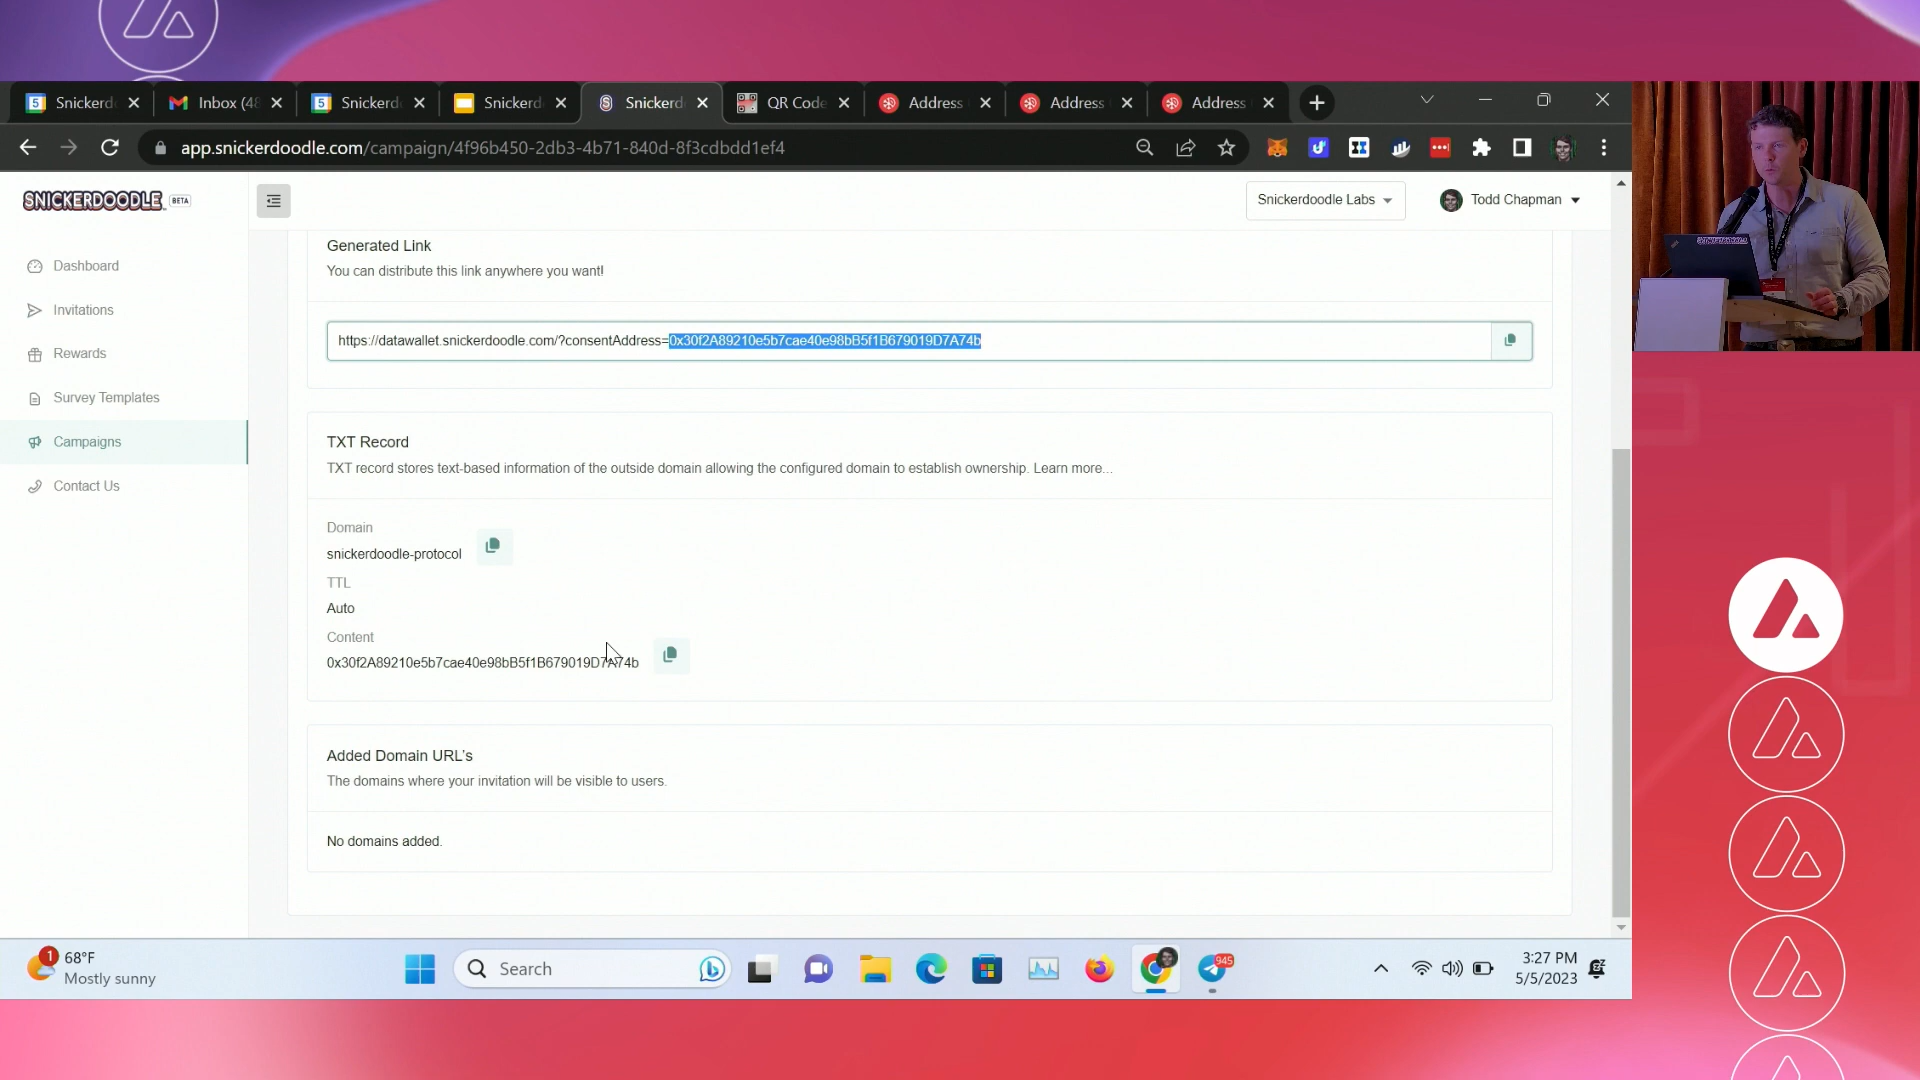 Snickerd
Inbox (48
Snickerd
Snickerd
Snickerd
QR Code
Address
Address
Address
app.snickerdoodle.com/campaign/4f96b450-2db3-4b71-840d-8f3cdbdd1ef4
SNICKERDOODLE BETA
Snickerdoodle Labs
Todd Chapman
Dashboard
Invitations
Rewards
Survey Templates
Campaigns
Contact Us
Generated Link
You can distribute this link anywhere you want!
https://datawallet.snickerdoodle.com/?consentAddress=0x30f2A89210e5b7cae40e98bB5f1B679019D7A74b
TXT Record
TXT record stores text-based information of the outside domain allowing the configured domain to establish ownership. Learn more...
Domain
snickerdoodle-protocol
TTL
Auto
Content
0x30f2A89210e5b7cae40e98bB5f1B679019D7A74b
Added Domain URL's
The domains where your invitation will be visible to users.
No domains added.
1
68°F
Mostly sunny
Search
945
3:27 PM
5/5/2023